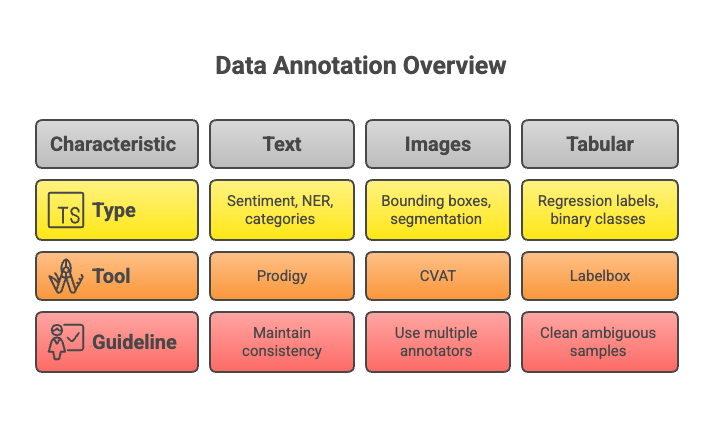 Data Annotation Overview
Characteristic Text Images Tabular
TS Type
Sentiment, NER,
categories
Bounding boxes,
segmentation
Regression labels,
binary classes
Tool Prodigy CVAT Labelbox
Guideline
Maintain
consistency
Use multiple
annotators
Clean ambiguous
samples